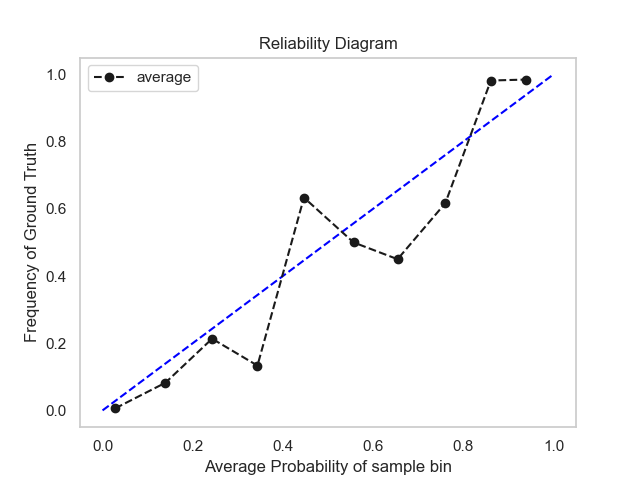 Reliability Diagram
average
Frequency of Ground Truth
1.0
0.8
0.6
0.4
0.2
0.0
0.0 0.2 0.4 0.6 0.8 1.0
Average Probability of sample bin